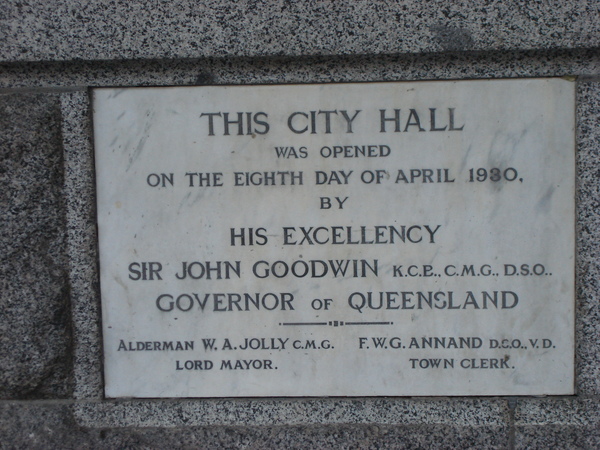 THIS CITY HALL
WAS OPENED
ON THE EIGHTH DAY OF APRIL 1930.
BY
HIS EXCELLENCY
SIR JOHN GOODWIN K.C.B., C.M.G., D.S.O..
GOVERNOR OF QUEENSLAND
ALDERMAN W. A. JOLLY C.M.G. F. W. G. ANNAND D.S.O., V. D.
LORD MAYOR. TOWN CLERK.